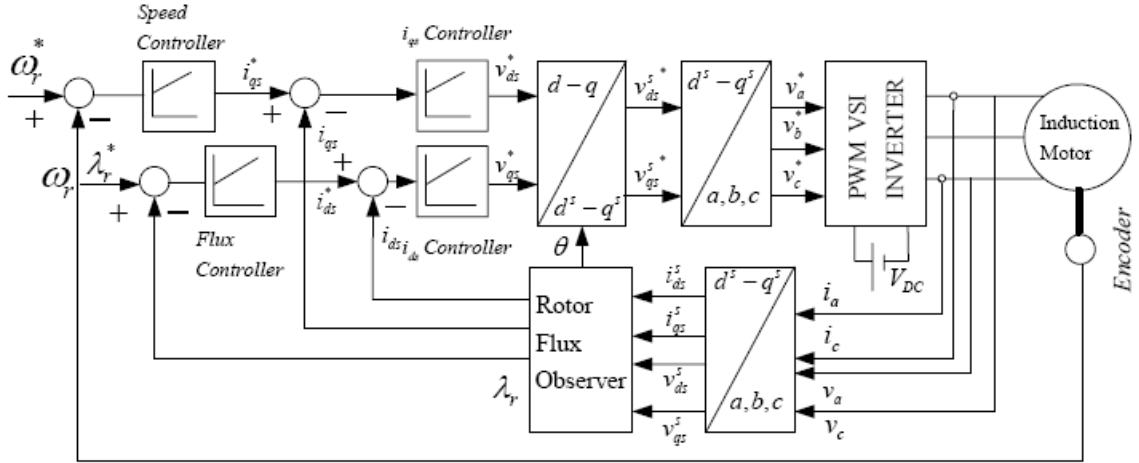 Speed
Controller
i_qs Controller
ω_r^*
i_qs^*
v_ds^*
d – q
d^s – q^s
v_ds^s*
d^s – q^s
a,b,c
v_a^*
v_b^*
v_c^*
PWM VSI
INVERTER
Induction
Motor
+
−
+
−
i_qs
ω_r
λ_r^*
+
−
i_ds^*
+
−
v_qs^*
v_qs^s*
Flux
Controller
i_ds
i_ds Controller
θ
V_DC
Encoder
Rotor
Flux
Observer
λ_r
i_ds^s
i_qs^s
v_ds^s
v_qs^s
d^s – q^s
a,b,c
i_a
i_c
v_a
v_c